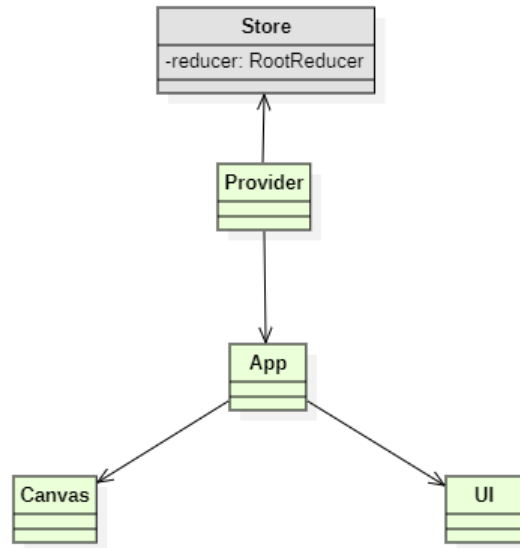 Store
-reducer: RootReducer
Provider
App
Canvas
UI